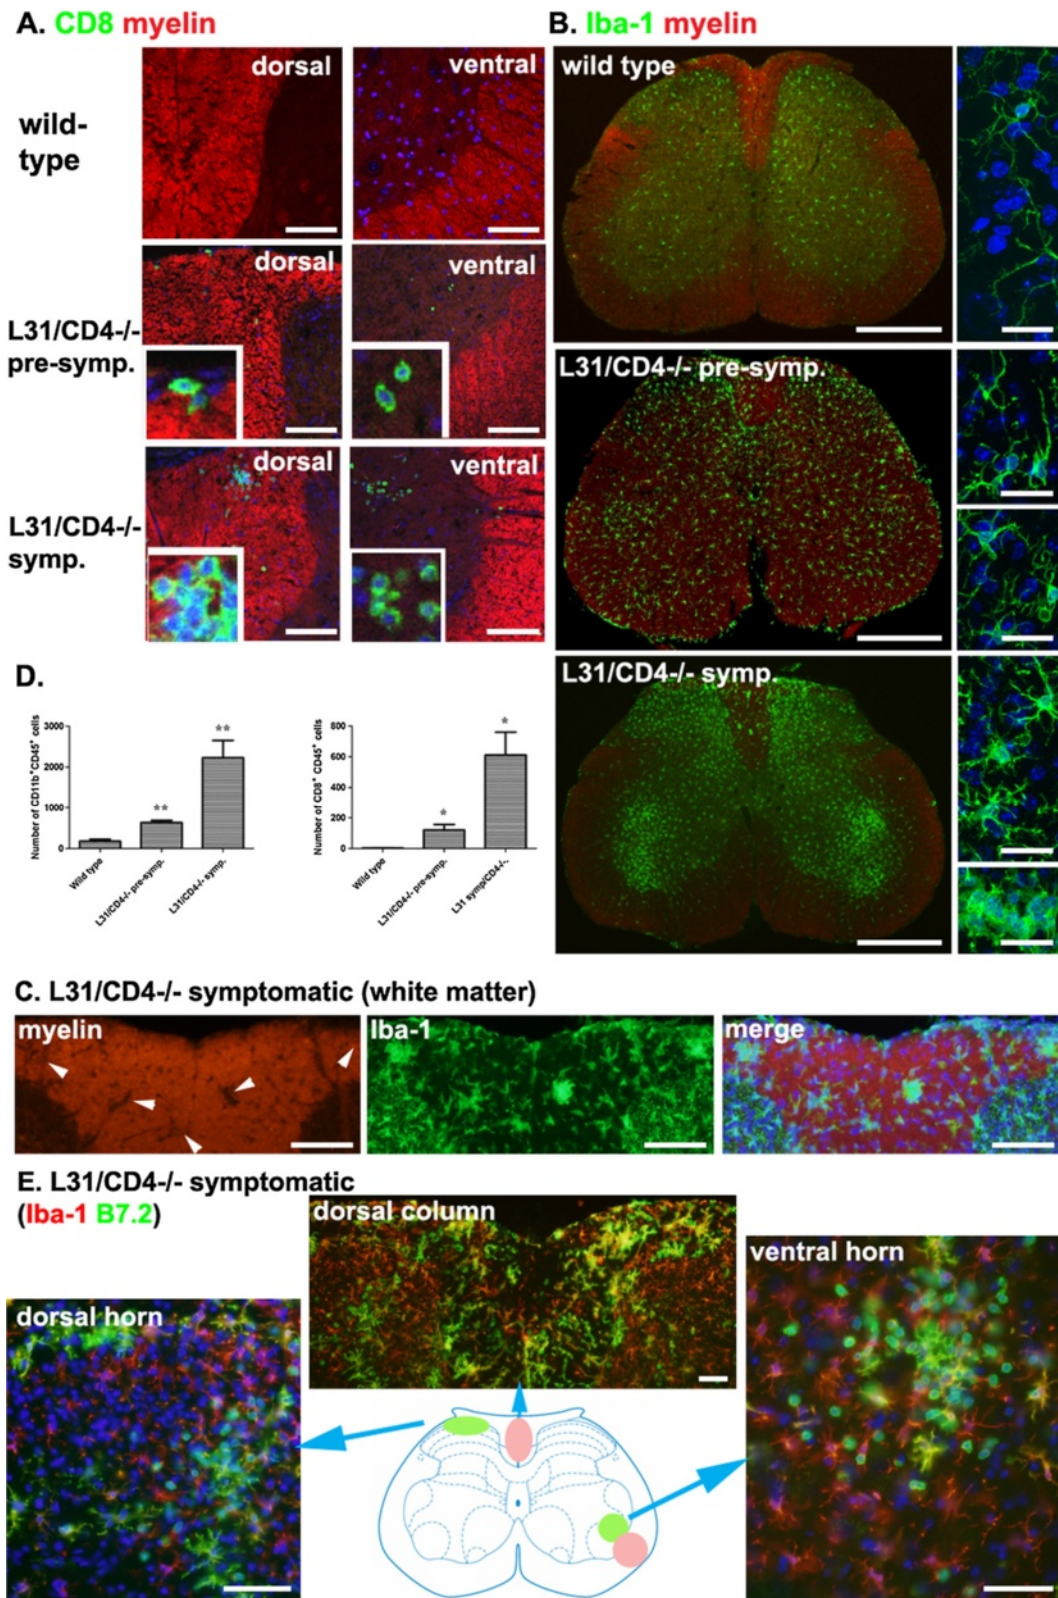 A. CD8 myelin
wild-type
dorsal
ventral
L31/CD4-/- pre-symp.
dorsal
ventral
L31/CD4-/- symp.
dorsal
ventral
B. Iba-1 myelin
wild type
L31/CD4-/- pre-symp.
L31/CD4-/- symp.
D.
Number of CD11b⁺CD45⁺ cells
3000
2000
1000
0
**
**
Wild type
L31/CD4-/- pre-symp.
L31/CD4-/- symp.
Number of CD8⁺ CD45⁺ cells
800
600
400
200
0
*
*
Wild type
L31/CD4-/- pre-symp.
L31 symp/CD4-/-.
C. L31/CD4-/- symptomatic (white matter)
myelin
Iba-1
merge
E. L31/CD4-/- symptomatic
(Iba-1 B7.2)
dorsal column
dorsal horn
ventral horn